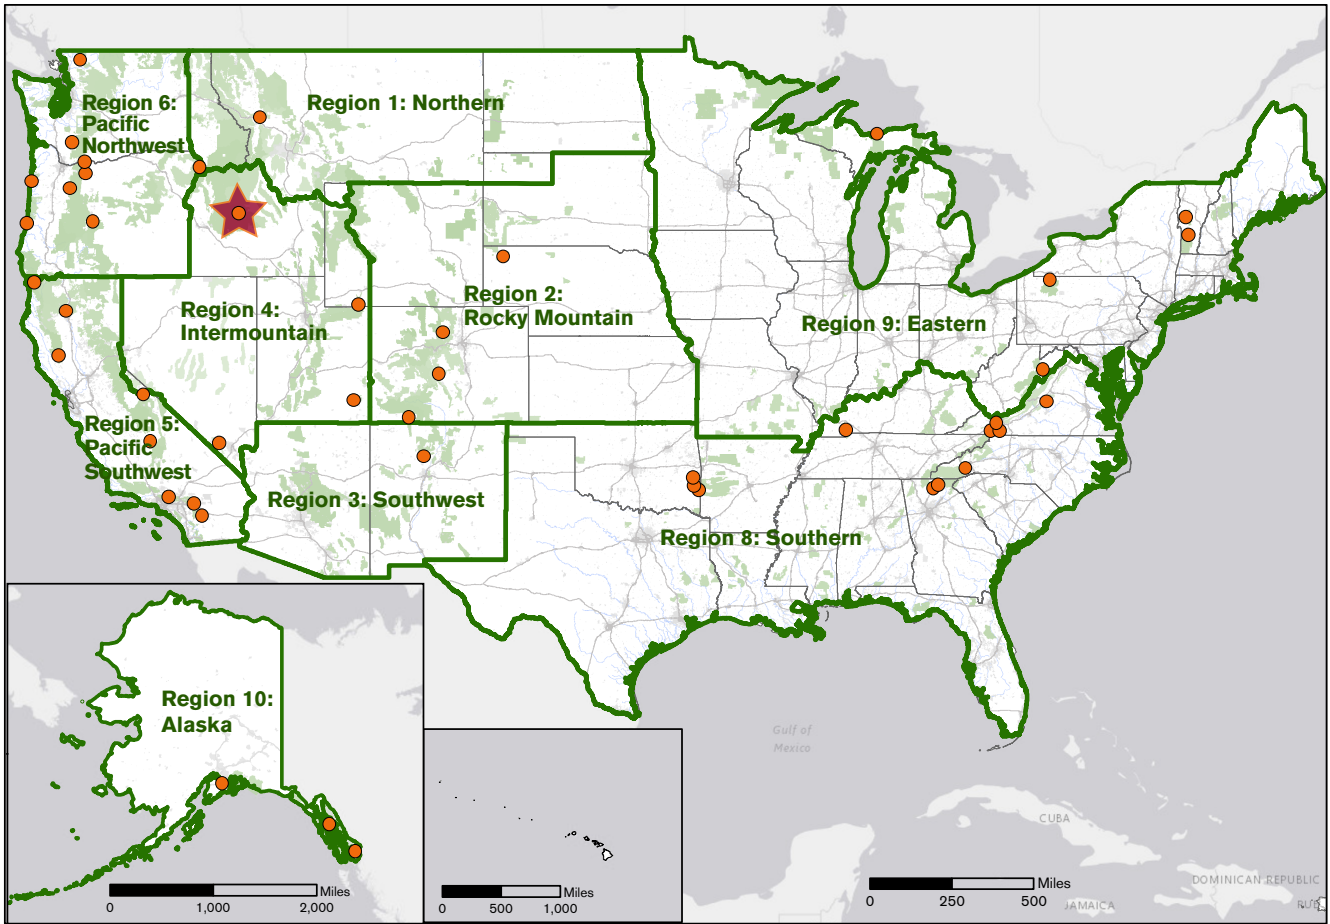 Region 6:
Pacific
Northwest
Region 1: Northern
Region 4:
Intermountain
Region 2:
Rocky Mountain
Region 9: Eastern
Region 5:
Pacific
Southwest
Region 3: Southwest
Region 8: Southern
Region 10:
Alaska
Gulf of
Mexico
CUBA
DOMINICAN REPUBLIC
JAMAICA
Miles
0 1,000 2,000
Miles
0 500 1,000
Miles
0 250 500